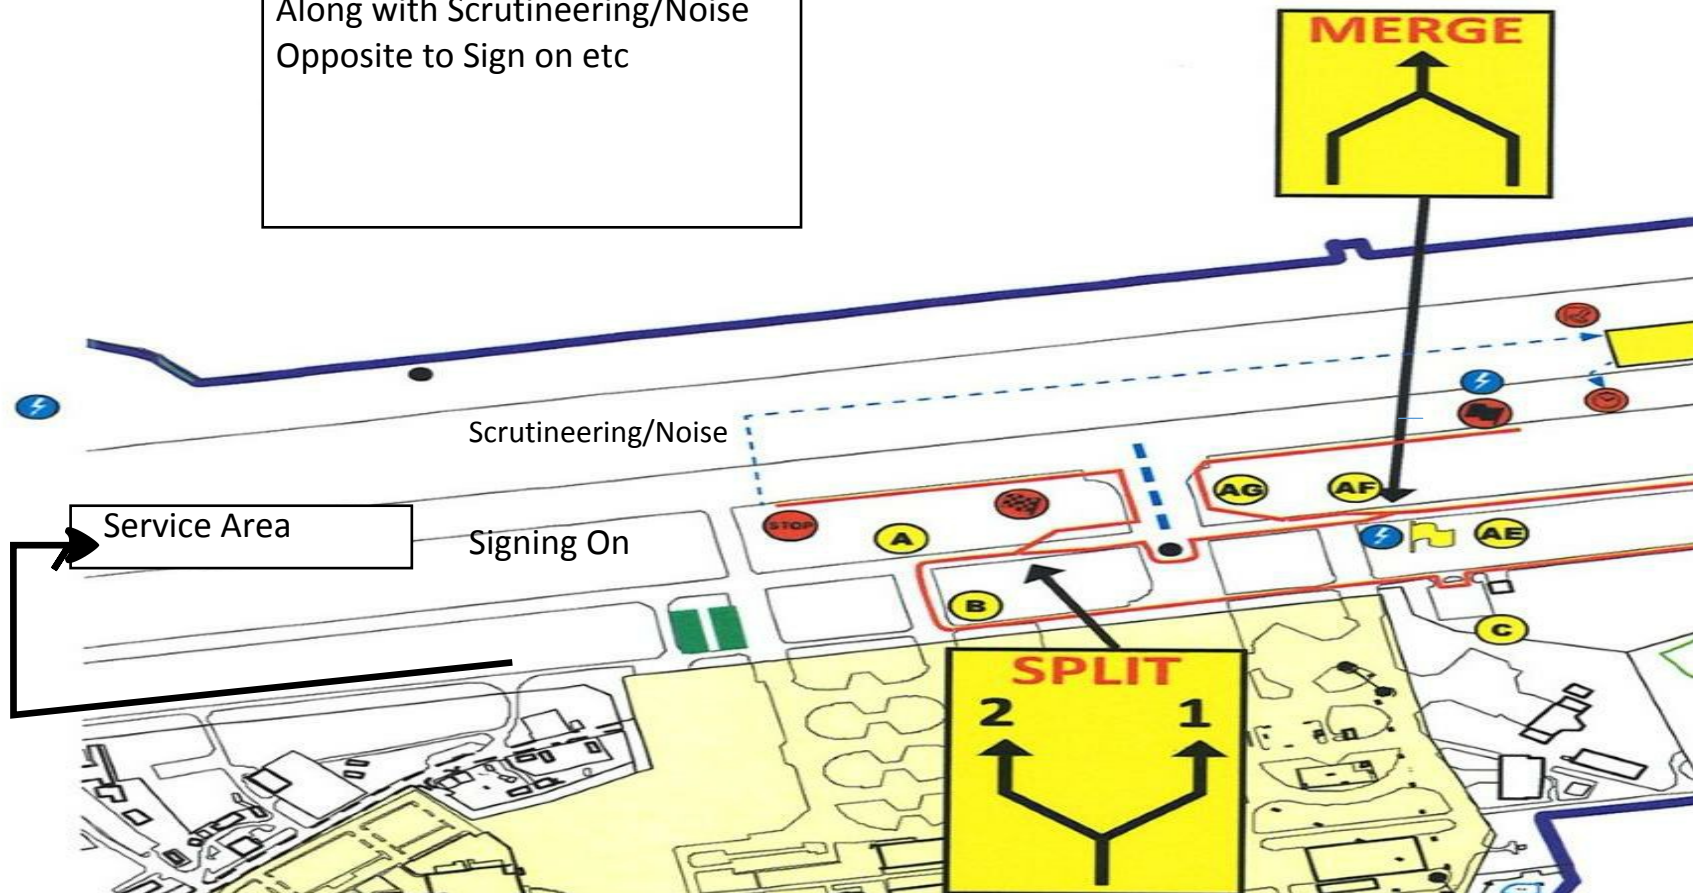 Along with Scrutineering/Noise
Opposite to Sign on etc
MERGE
Scrutineering/Noise
AG
AF
STOP
A
Service Area
Signing On
AE
B
C
SPLIT
2 1